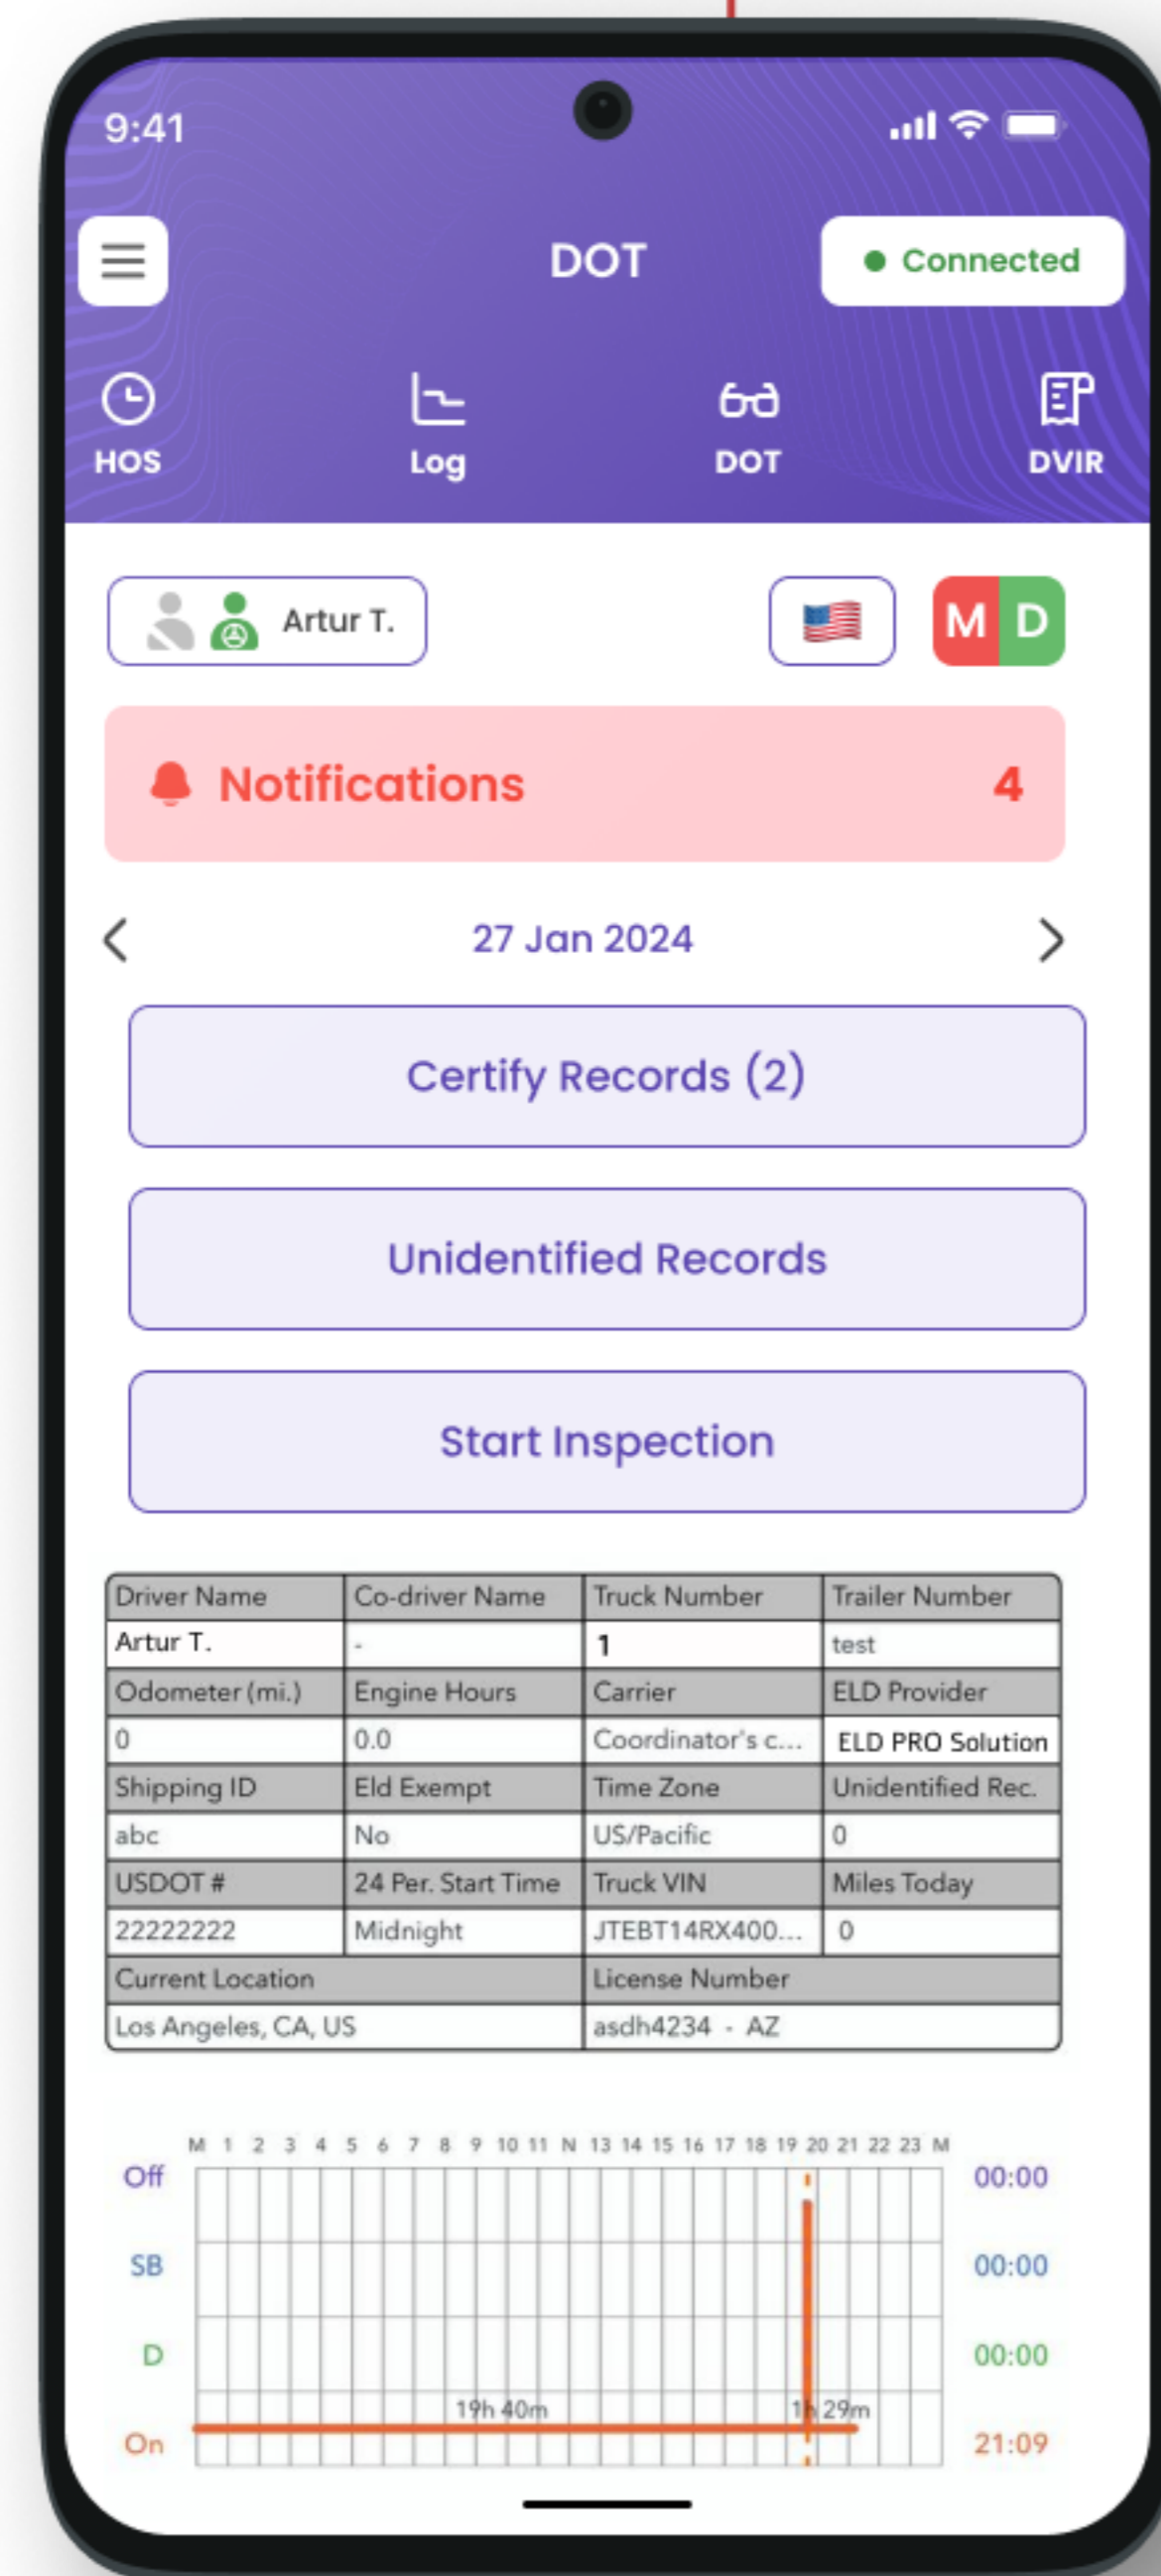 9:41
DOT
Connected
HOS Log DOT DVIR
Artur T.
M D
Notifications 4
27 Jan 2024
Certify Records (2)
Unidentified Records
Start Inspection
Driver Name Co-driver Name Truck Number Trailer Number
Artur T. - 1 test
Odometer (mi.) Engine Hours Carrier ELD Provider
0 0.0 Coordinator's c... ELD PRO Solution
Shipping ID Eld Exempt Time Zone Unidentified Rec.
abc No US/Pacific 0
USDOT # 24 Per. Start Time Truck VIN Miles Today
22222222 Midnight JTEBT14RX400... 0
Current Location License Number
Los Angeles, CA, US asdh4234 - AZ
M 1 2 3 4 5 6 7 8 9 10 11 N 13 14 15 16 17 18 19 20 21 22 23 M
Off 00:00
SB 00:00
D 00:00
19h 40m 1h 29m
On 21:09